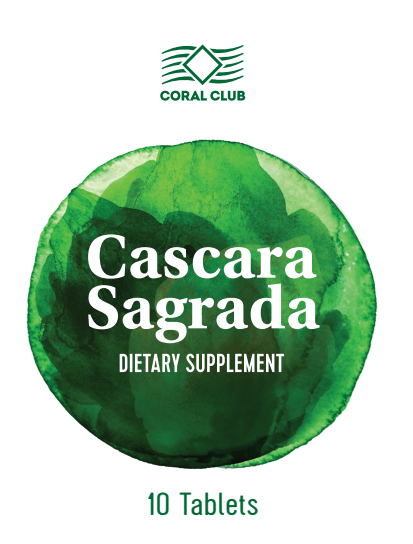 CORAL CLUB
Cascara
Sagrada
DIETARY SUPPLEMENT
10 Tablets